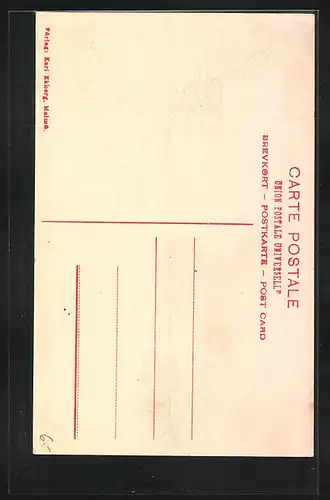 CARTE POSTALE
UNION POSTALE UNIVERSELLE
BREVKORT — POSTKARTE — POST CARD
Förlag: Karl Ekberg, Malmö.